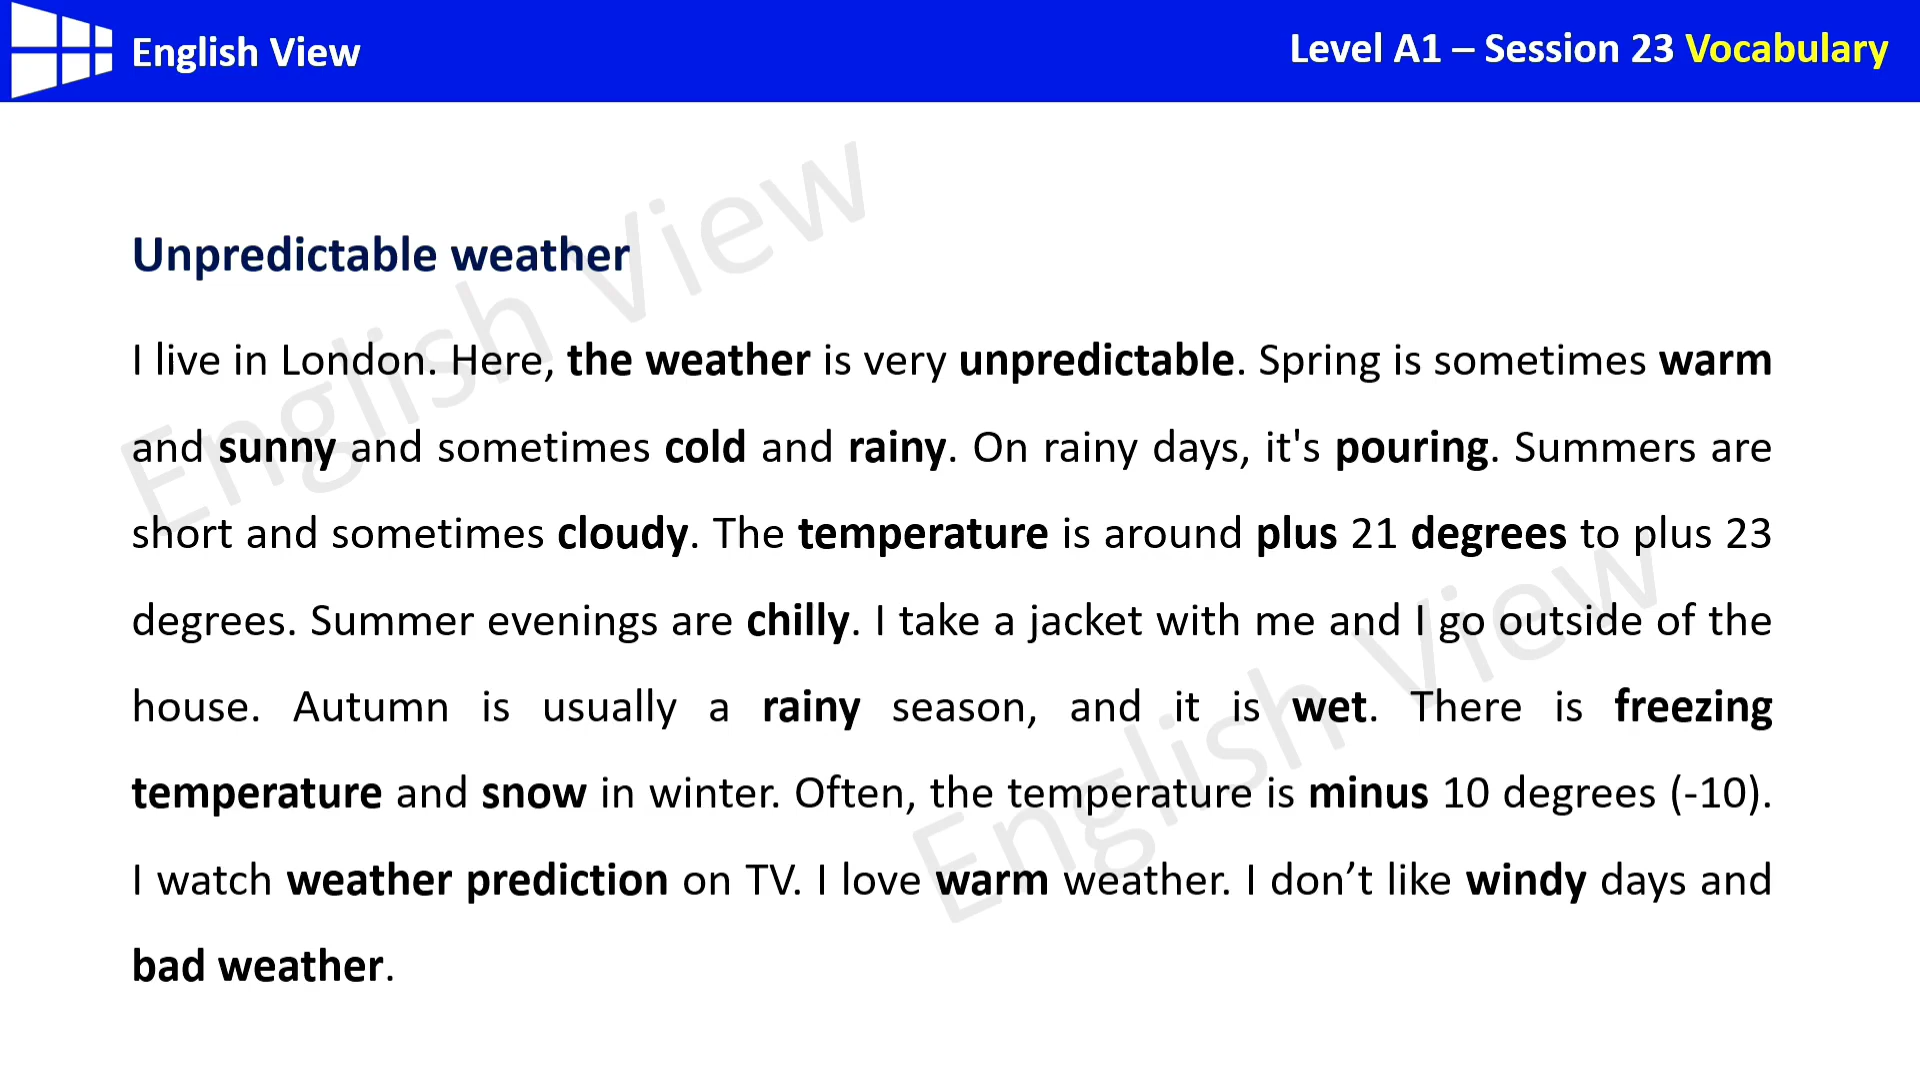 English View
Level A1 – Session 23 Vocabulary
Unpredictable weather
I live in London. Here, the weather is very unpredictable. Spring is sometimes warm
and sunny and sometimes cold and rainy. On rainy days, it's pouring. Summers are
short and sometimes cloudy. The temperature is around plus 21 degrees to plus 23
degrees. Summer evenings are chilly. I take a jacket with me and I go outside of the
house. Autumn is usually a rainy season, and it is wet. There is freezing
temperature and snow in winter. Often, the temperature is minus 10 degrees (-10).
I watch weather prediction on TV. I love warm weather. I don’t like windy days and
bad weather.
English View
English View